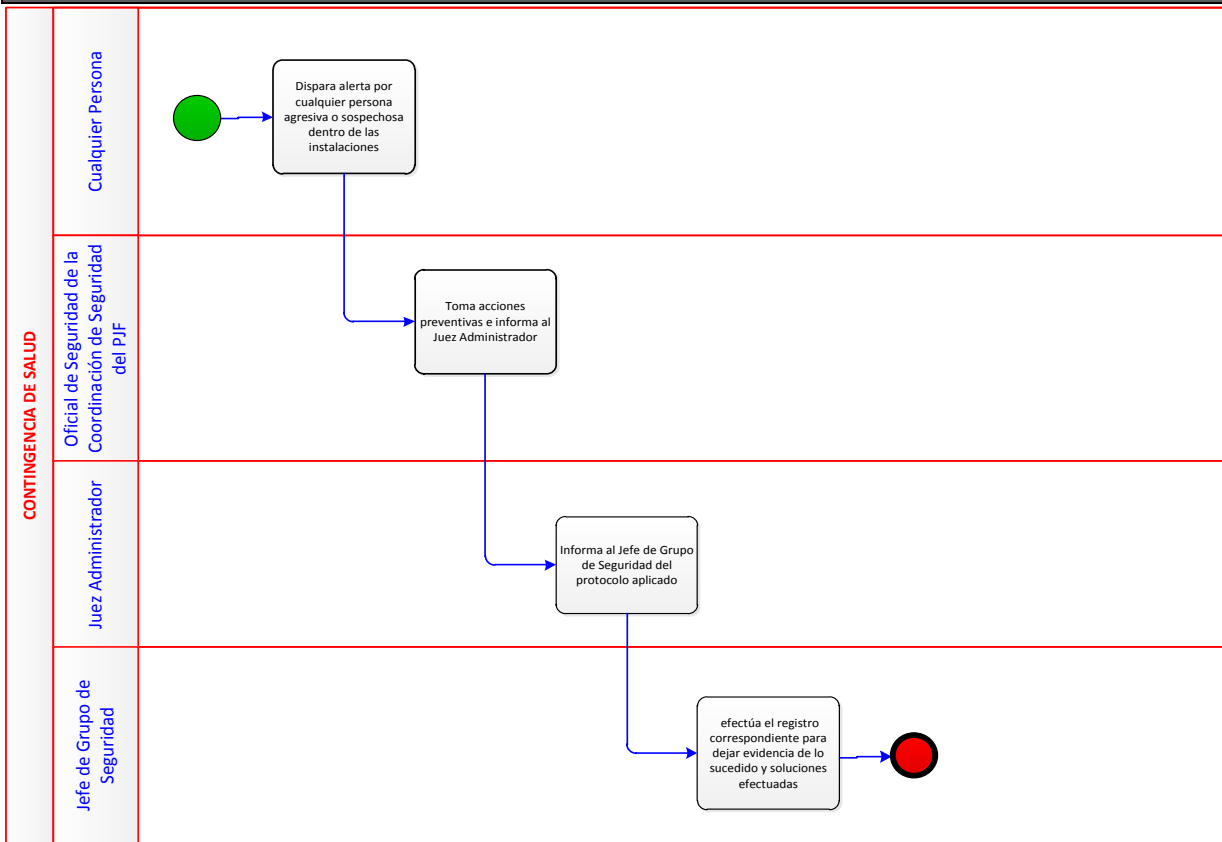 CONTINGENCIA DE SALUD
Cualquier Persona
Dispara alerta por
cualquier persona
agresiva o sospechosa
dentro de las
instalaciones
Oficial de Seguridad de la
Coordinación de Seguridad
del PJF
Toma acciones
preventivas e informa al
Juez Administrador
Juez Administrador
Informa al Jefe de Grupo
de Seguridad del
protocolo aplicado
Jefe de Grupo de
Seguridad
efectúa el registro
correspondiente para
dejar evidencia de lo
sucedido y soluciones
efectuadas